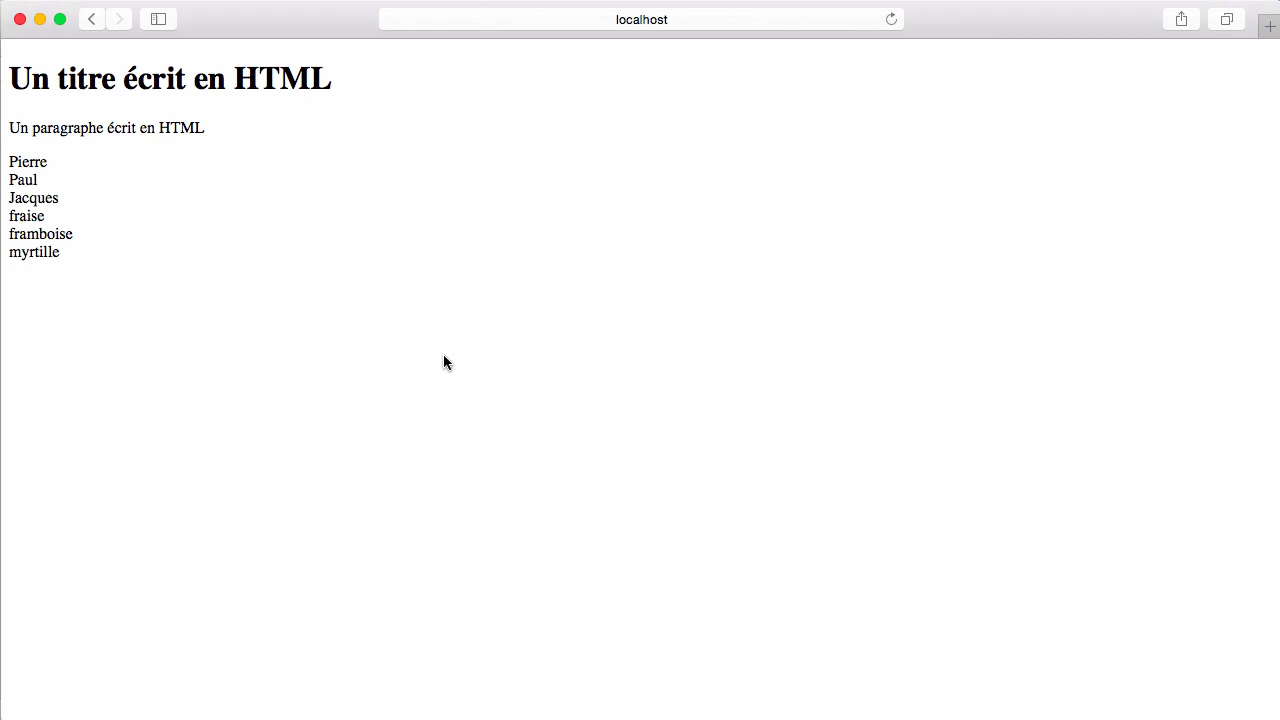 localhost
Un titre écrit en HTML
Un paragraphe écrit en HTML
Pierre
Paul
Jacques
fraise
framboise
myrtille